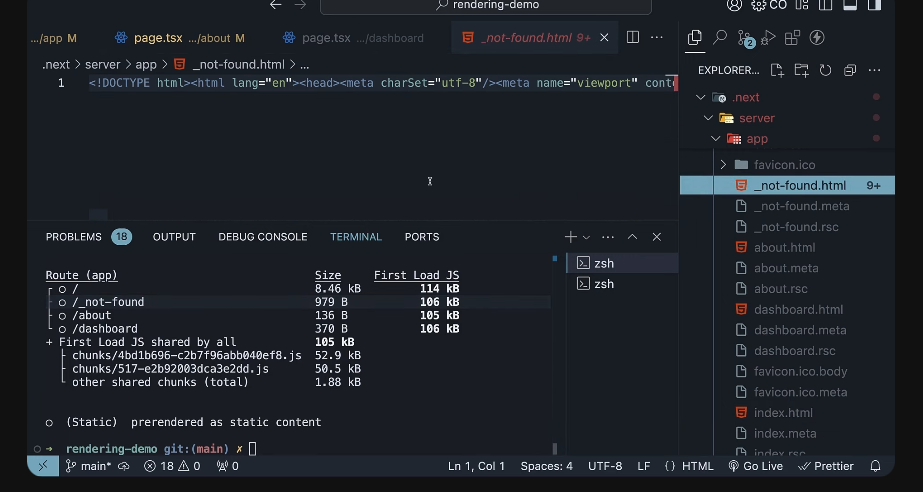 rendering-demo
CO
2
.../app M
page.tsx .../about M
page.tsx .../dashboard
_not-found.html 9+
.next > server > app > _not-found.html > ...
1 <!DOCTYPE html><html lang="en"><head><meta charSet="utf-8"/><meta name="viewport" cont
EXPLORER...
.next
server
app
favicon.ico
_not-found.html 9+
_not-found.meta
_not-found.rsc
about.html
about.meta
about.rsc
dashboard.html
dashboard.meta
dashboard.rsc
favicon.ico.body
favicon.ico.meta
index.html
index.meta
index.rsc
PROBLEMS 18 OUTPUT DEBUG CONSOLE TERMINAL PORTS
zsh
zsh
Route (app) Size First Load JS
┌ ○ / 8.46 kB 114 kB
├ ○ /_not-found 979 B 106 kB
├ ○ /about 136 B 105 kB
└ ○ /dashboard 370 B 106 kB
+ First Load JS shared by all 105 kB
├ chunks/4bd1b696-c2b7f96abb040ef8.js 52.9 kB
├ chunks/517-e2b92003dca3e2dd.js 50.5 kB
└ other shared chunks (total) 1.88 kB
○ (Static) prerendered as static content
→ rendering-demo git:(main) ✗
main* 18 0 0 Ln 1, Col 1 Spaces: 4 UTF-8 LF {} HTML Go Live Prettier